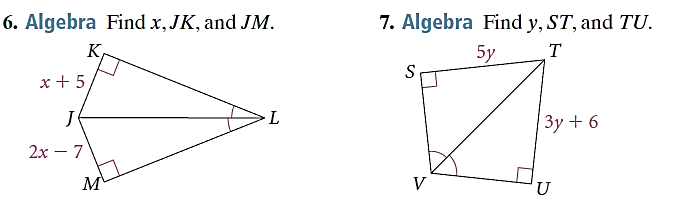 6. Algebra Find x, JK, and JM.
K
x + 5
J
L
2x − 7
M
7. Algebra Find y, ST, and TU.
5y
T
S
3y + 6
V
U